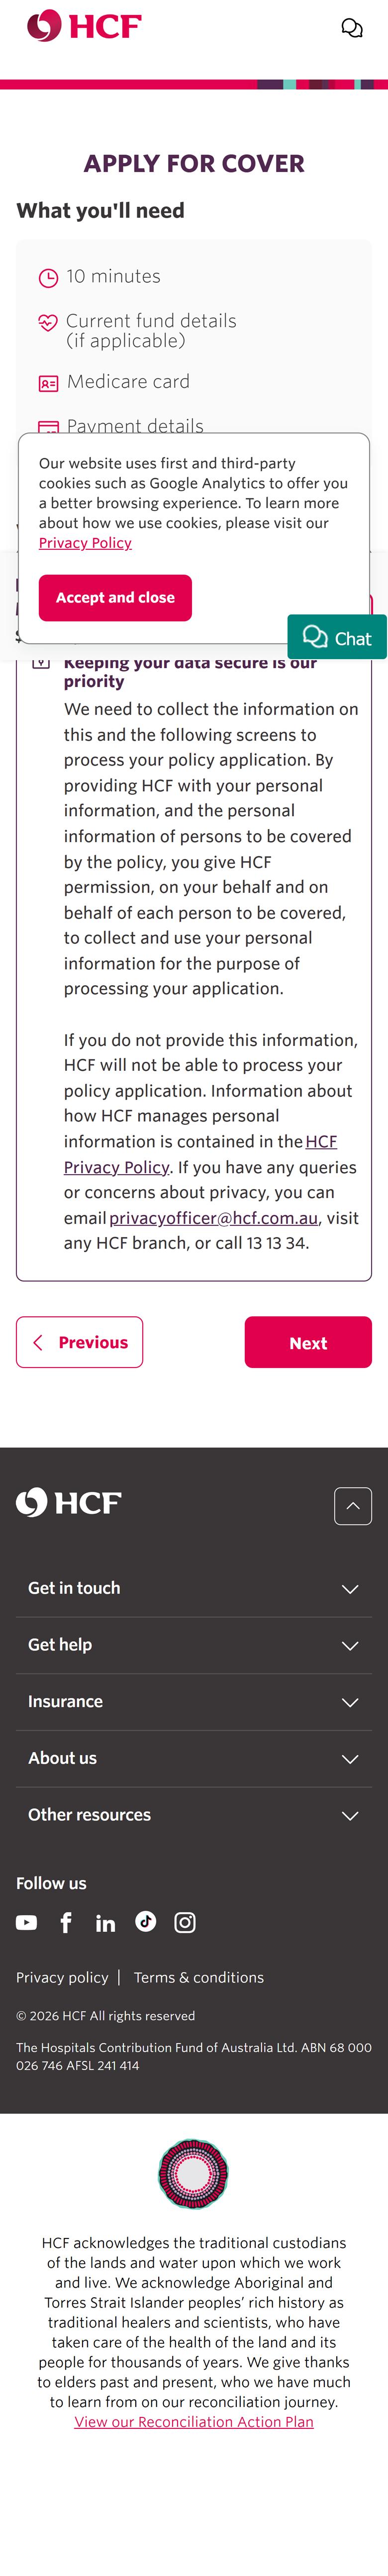 HCF
APPLY FOR COVER
What you'll need
10 minutes
Current fund details
(if applicable)
Medicare card
Payment details
Our website uses first and third-party
cookies such as Google Analytics to offer you
a better browsing experience. To learn more
about how we use cookies, please visit our
Privacy Policy
Accept and close
Chat
Keeping your data secure is our
priority
We need to collect the information on
this and the following screens to
process your policy application. By
providing HCF with your personal
information, and the personal
information of persons to be covered
by the policy, you give HCF
permission, on your behalf and on
behalf of each person to be covered,
to collect and use your personal
information for the purpose of
processing your application.
If you do not provide this information,
HCF will not be able to process your
policy application. Information about
how HCF manages personal
information is contained in the HCF
Privacy Policy. If you have any queries
or concerns about privacy, you can
email privacyofficer@hcf.com.au, visit
any HCF branch, or call 13 13 34.
Previous
Next
HCF
Get in touch
Get help
Insurance
About us
Other resources
Follow us
Privacy policy | Terms & conditions
© 2026 HCF All rights reserved
The Hospitals Contribution Fund of Australia Ltd. ABN 68 000
026 746 AFSL 241 414
HCF acknowledges the traditional custodians
of the lands and water upon which we work
and live. We acknowledge Aboriginal and
Torres Strait Islander peoples’ rich history as
traditional healers and scientists, who have
taken care of the health of the land and its
people for thousands of years. We give thanks
to elders past and present, who we have much
to learn from on our reconciliation journey.
View our Reconciliation Action Plan